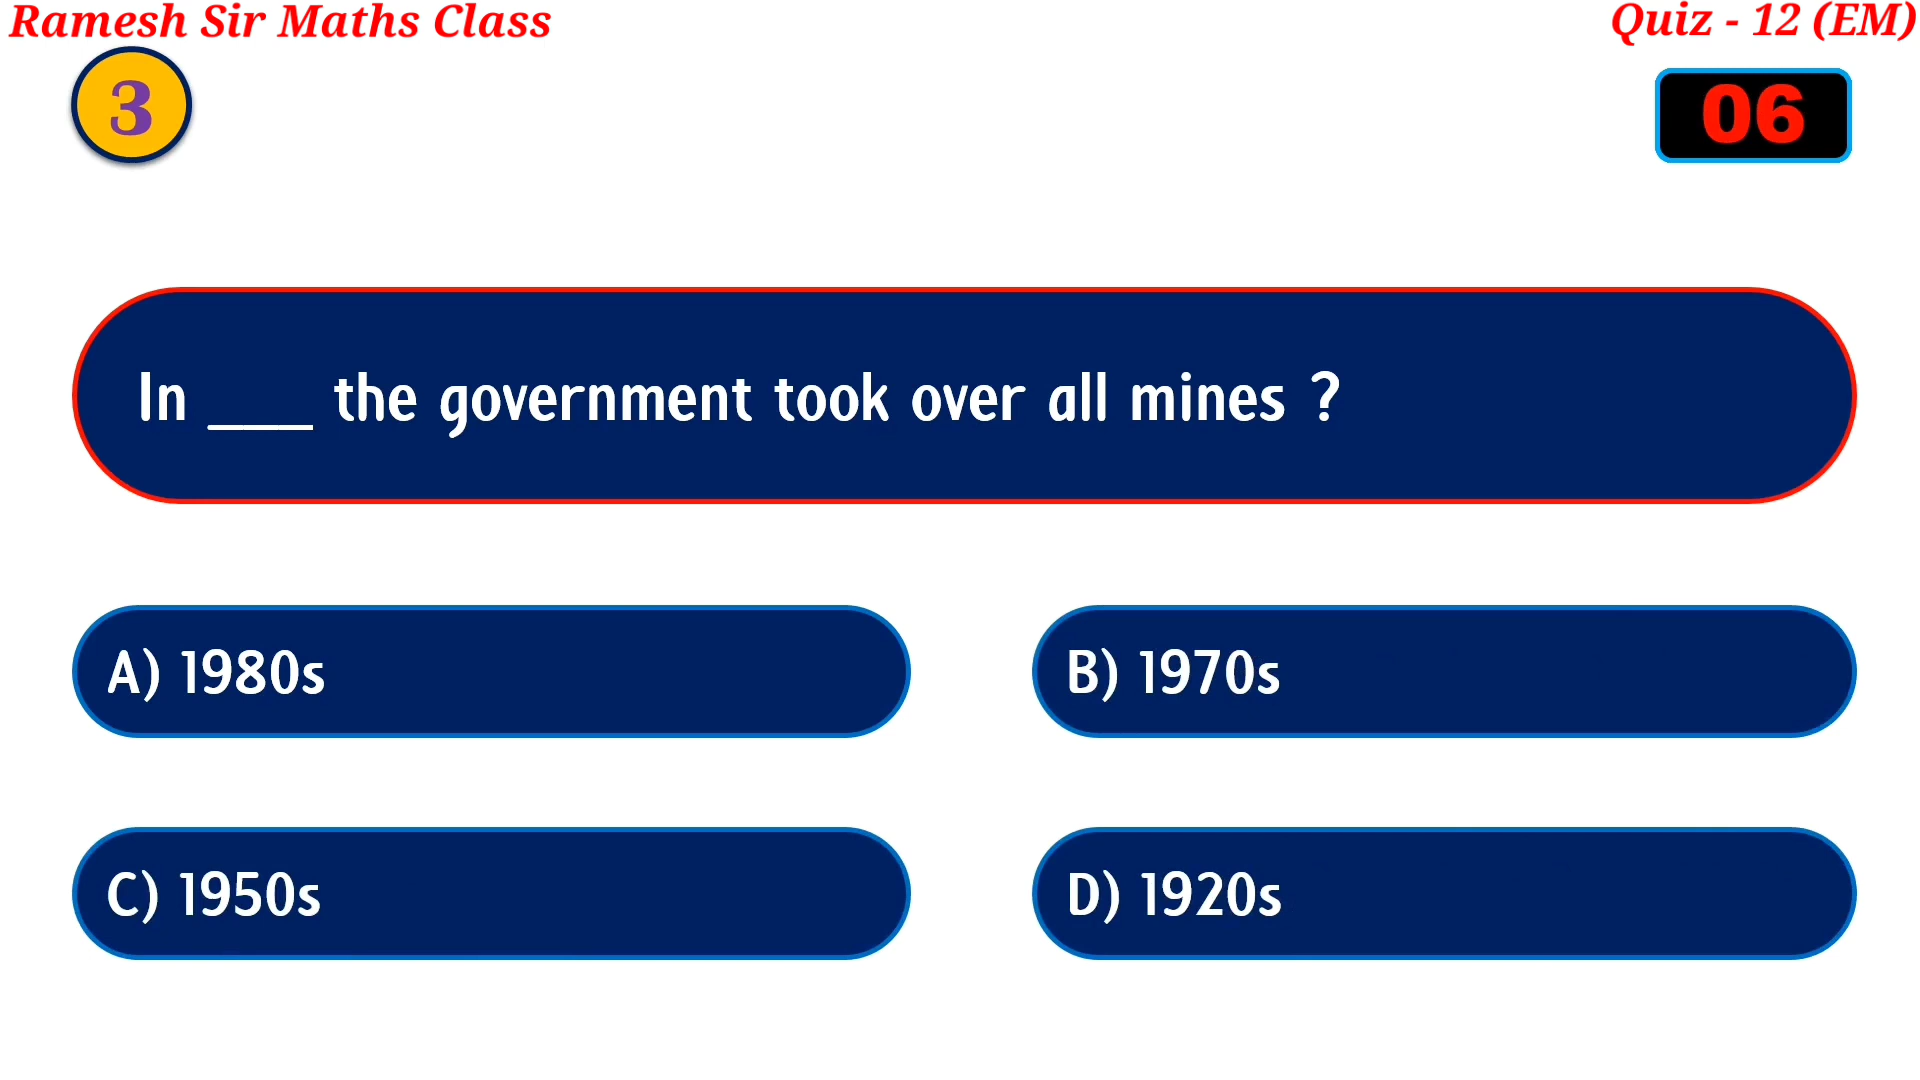 Ramesh Sir Maths Class
Quiz - 12 (EM)
3
06
In ___ the government took over all mines ?
A) 1980s
B) 1970s
C) 1950s
D) 1920s